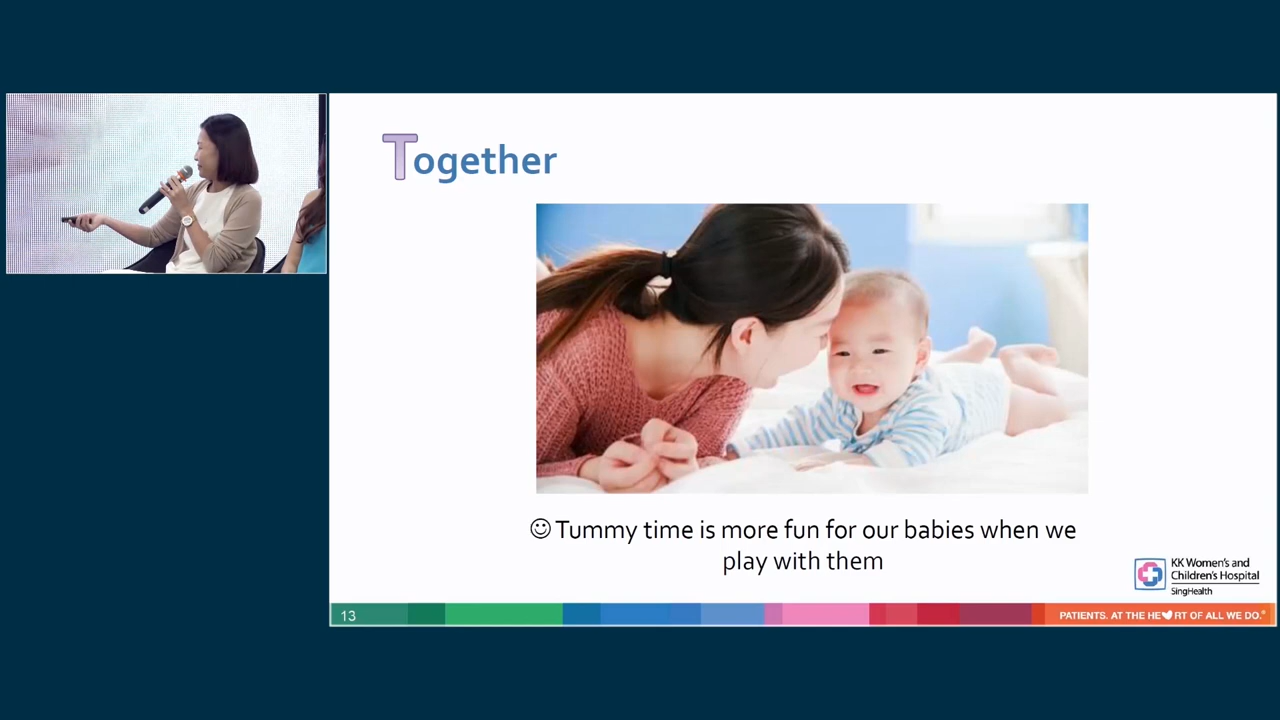 Together
☺ Tummy time is more fun for our babies when we
play with them
KK Women's and
Children's Hospital
SingHealth
13
PATIENTS. AT THE HE RT OF ALL WE DO.®